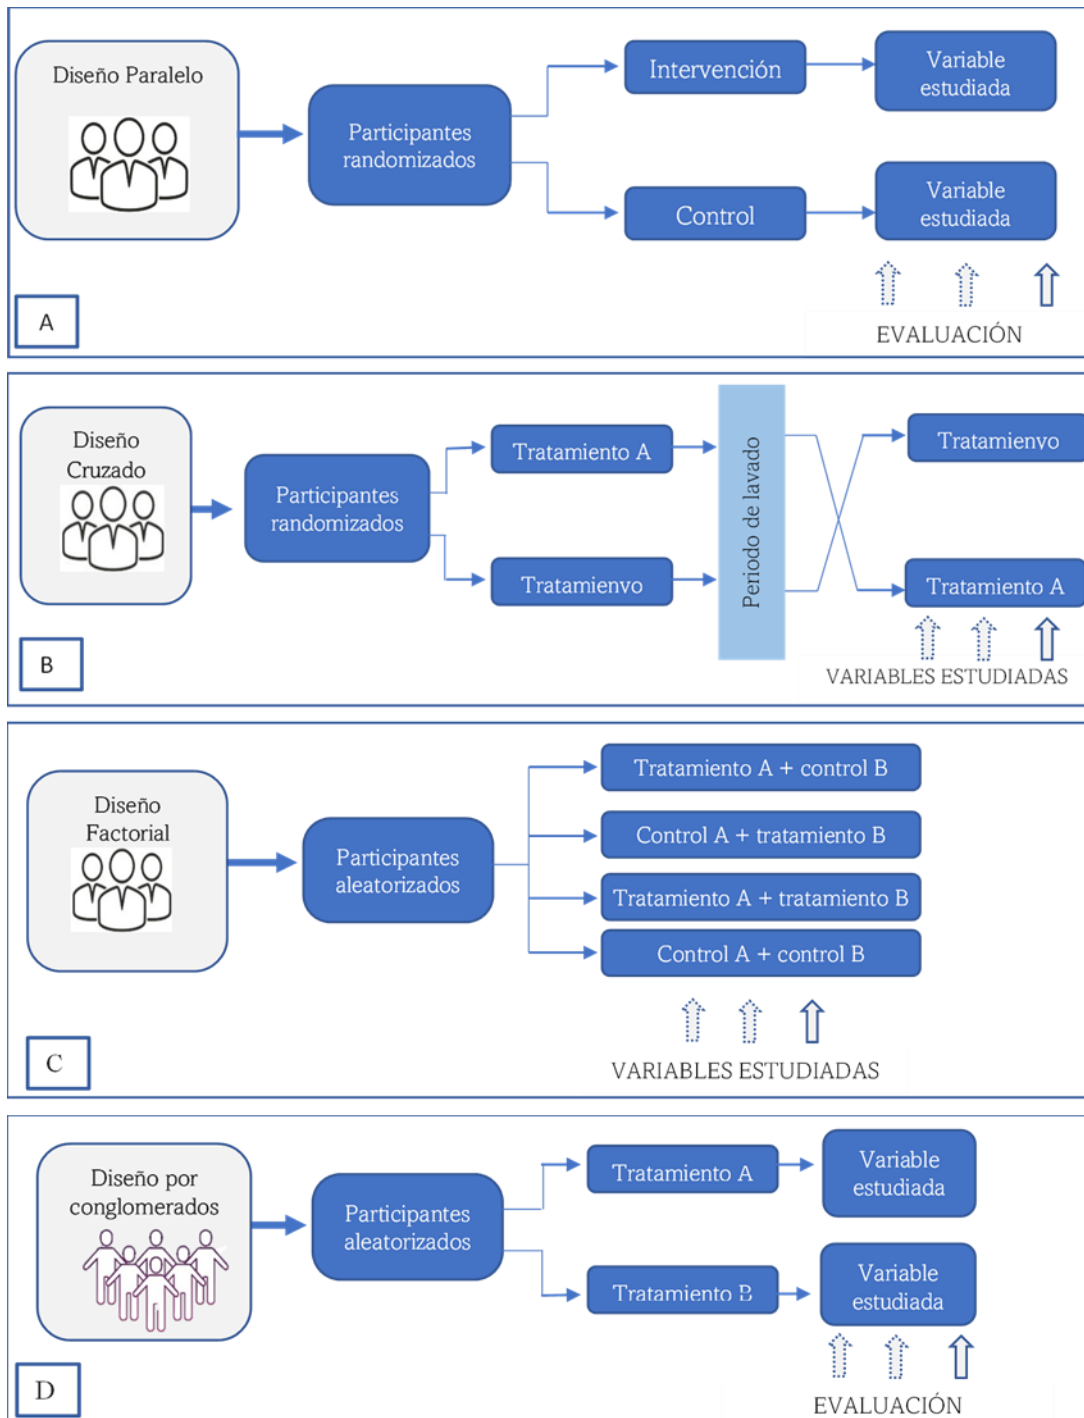 Diseño Paralelo
Participantes
randomizados
Intervención
Variable
estudiada
Control
Variable
estudiada
EVALUACIÓN
A
Diseño
Cruzado
Participantes
randomizados
Tratamiento A
Tratamienvo
Periodo de lavado
Tratamienvo
Tratamiento A
VARIABLES ESTUDIADAS
B
Diseño
Factorial
Participantes
aleatorizados
Tratamiento A + control B
Control A + tratamiento B
Tratamiento A + tratamiento B
Control A + control B
VARIABLES ESTUDIADAS
C
Diseño por
conglomerados
Participantes
aleatorizados
Tratamiento A
Variable
estudiada
Tratamiento B
Variable
estudiada
EVALUACIÓN
D